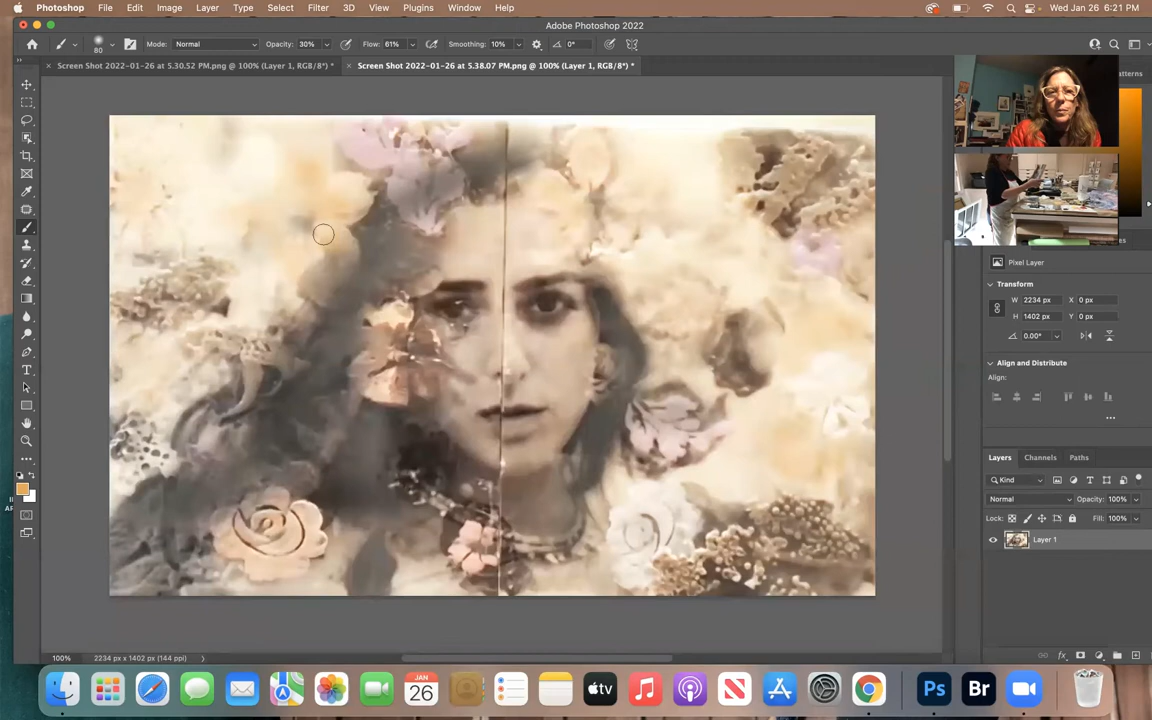 Photoshop File Edit Image Layer Type Select Filter 3D View Plugins Window Help Wed Jan 26 6:21 PM
Adobe Photoshop 2022
80 Mode: Normal Opacity: 30% Flow: 61% Smoothing: 10% 0°
Screen Shot 2022-01-26 at 5.30.52 PM.png @ 100% (Layer 1, RGB/8*) *
Screen Shot 2022-01-26 at 5.38.07 PM.png @ 100% (Layer 1, RGB/8*) *
Pixel Layer
Transform
W 2234 px X 0 px
H 1402 px Y 0 px
0.00°
Align and Distribute
Align:
Layers Channels Paths
Kind
Normal Opacity: 100%
Lock: Fill: 100%
Layer 1
100% 2234 px x 1402 px (144 ppi)
JAN
26
tv
Ps
Br